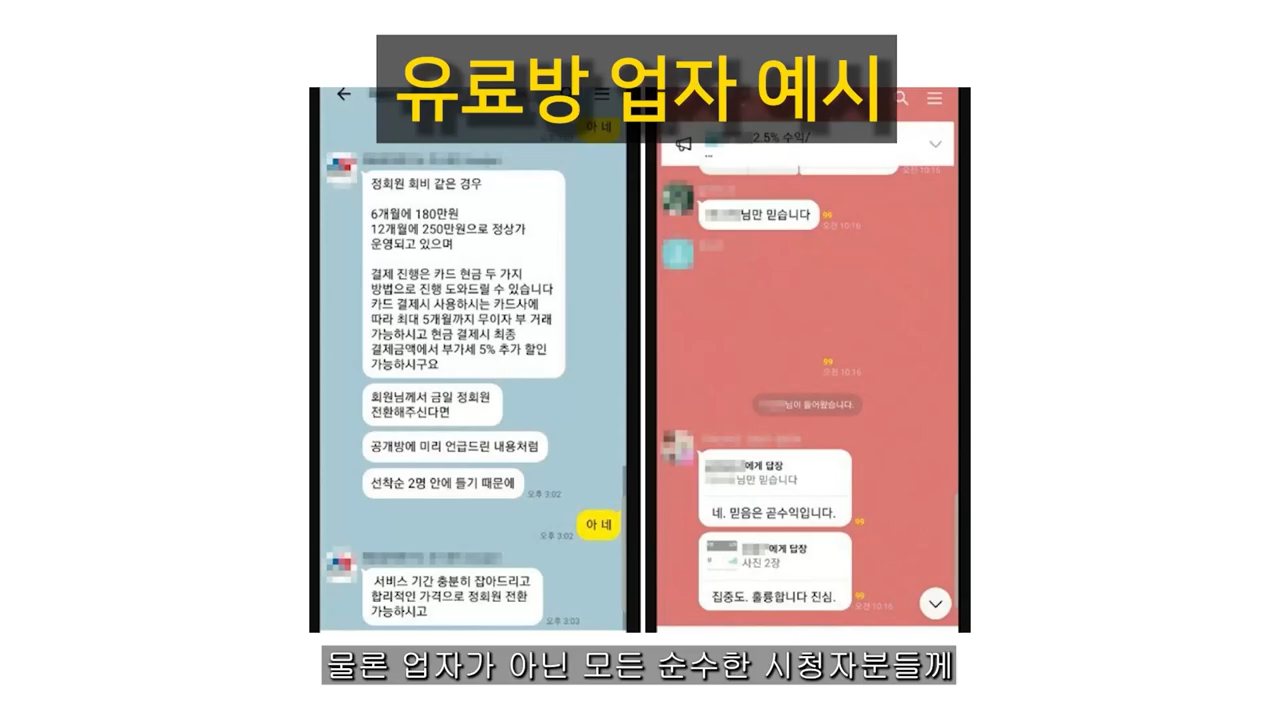 유료방 업자 예시
아 네
정회원 회비 같은 경우
6개월에 180만원
12개월에 250만원으로 정상가
운영되고 있으며
결제 진행은 카드 현금 두 가지
방법으로 진행 도와드릴 수 있습니다
카드 결제시 사용하시는 카드사에
따라 최대 5개월까지 무이자 부 거래
가능하시고 현금 결제시 최종
결제금액에서 부가세 5% 추가 할인
가능하시구요
회원님께서 금일 정회원
전환해주신다면
공개방에 미리 언급드린 내용처럼
선착순 2명 안에 들기 때문에
오후 3:02
아 네
오후 3:02
서비스 기간 충분히 잡아드리고
합리적인 가격으로 정회원 전환
가능하시고
오후 3:03
2.5% 수익/
...
오전 10:16
님만 믿습니다
99
오전 10:16
99
오전 10:16
님이 들어왔습니다.
에게 답장
님만 믿습니다
네. 믿음은 곧수익입니다.
99
에게 답장
사진 2장
집중도. 훌륭합니다 진심.
99
오전 10:16
물론 업자가 아닌 모든 순수한 시청자분들께